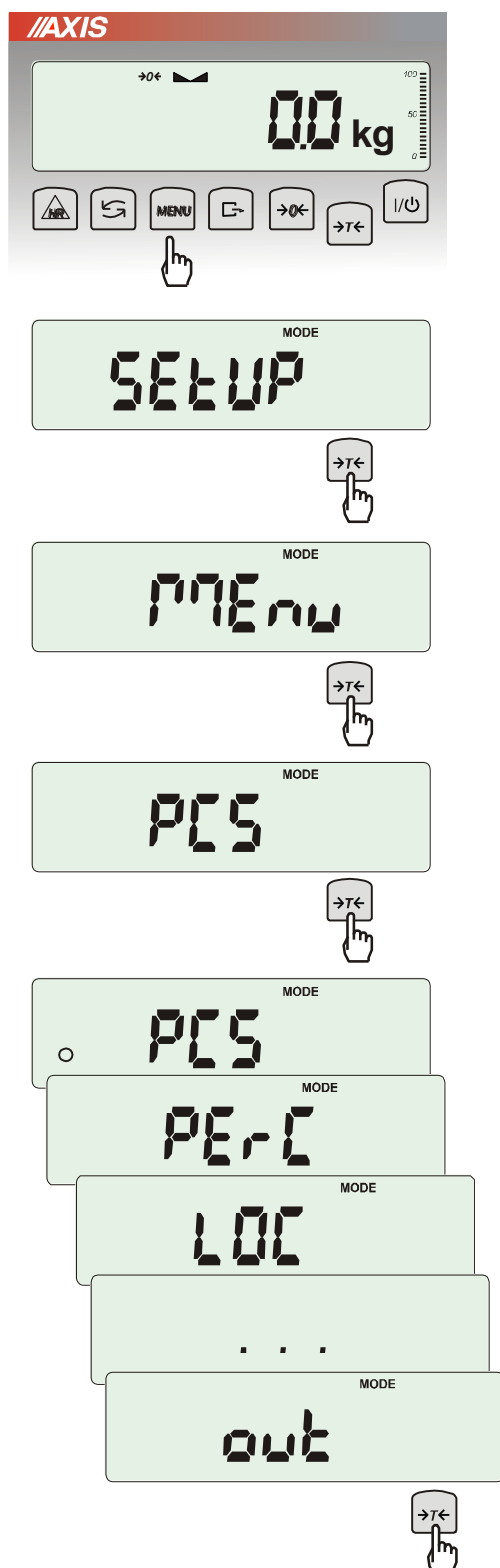 AXIS
→0←
100
0.0 kg
50
0
HR MENU →0← →T← I/⏻
MODE
SEtUP
→T←
MODE
MEnu
→T←
MODE
PCS
→T←
MODE
PCS
MODE
PErC
MODE
LOC
. . .
MODE
out
→T←